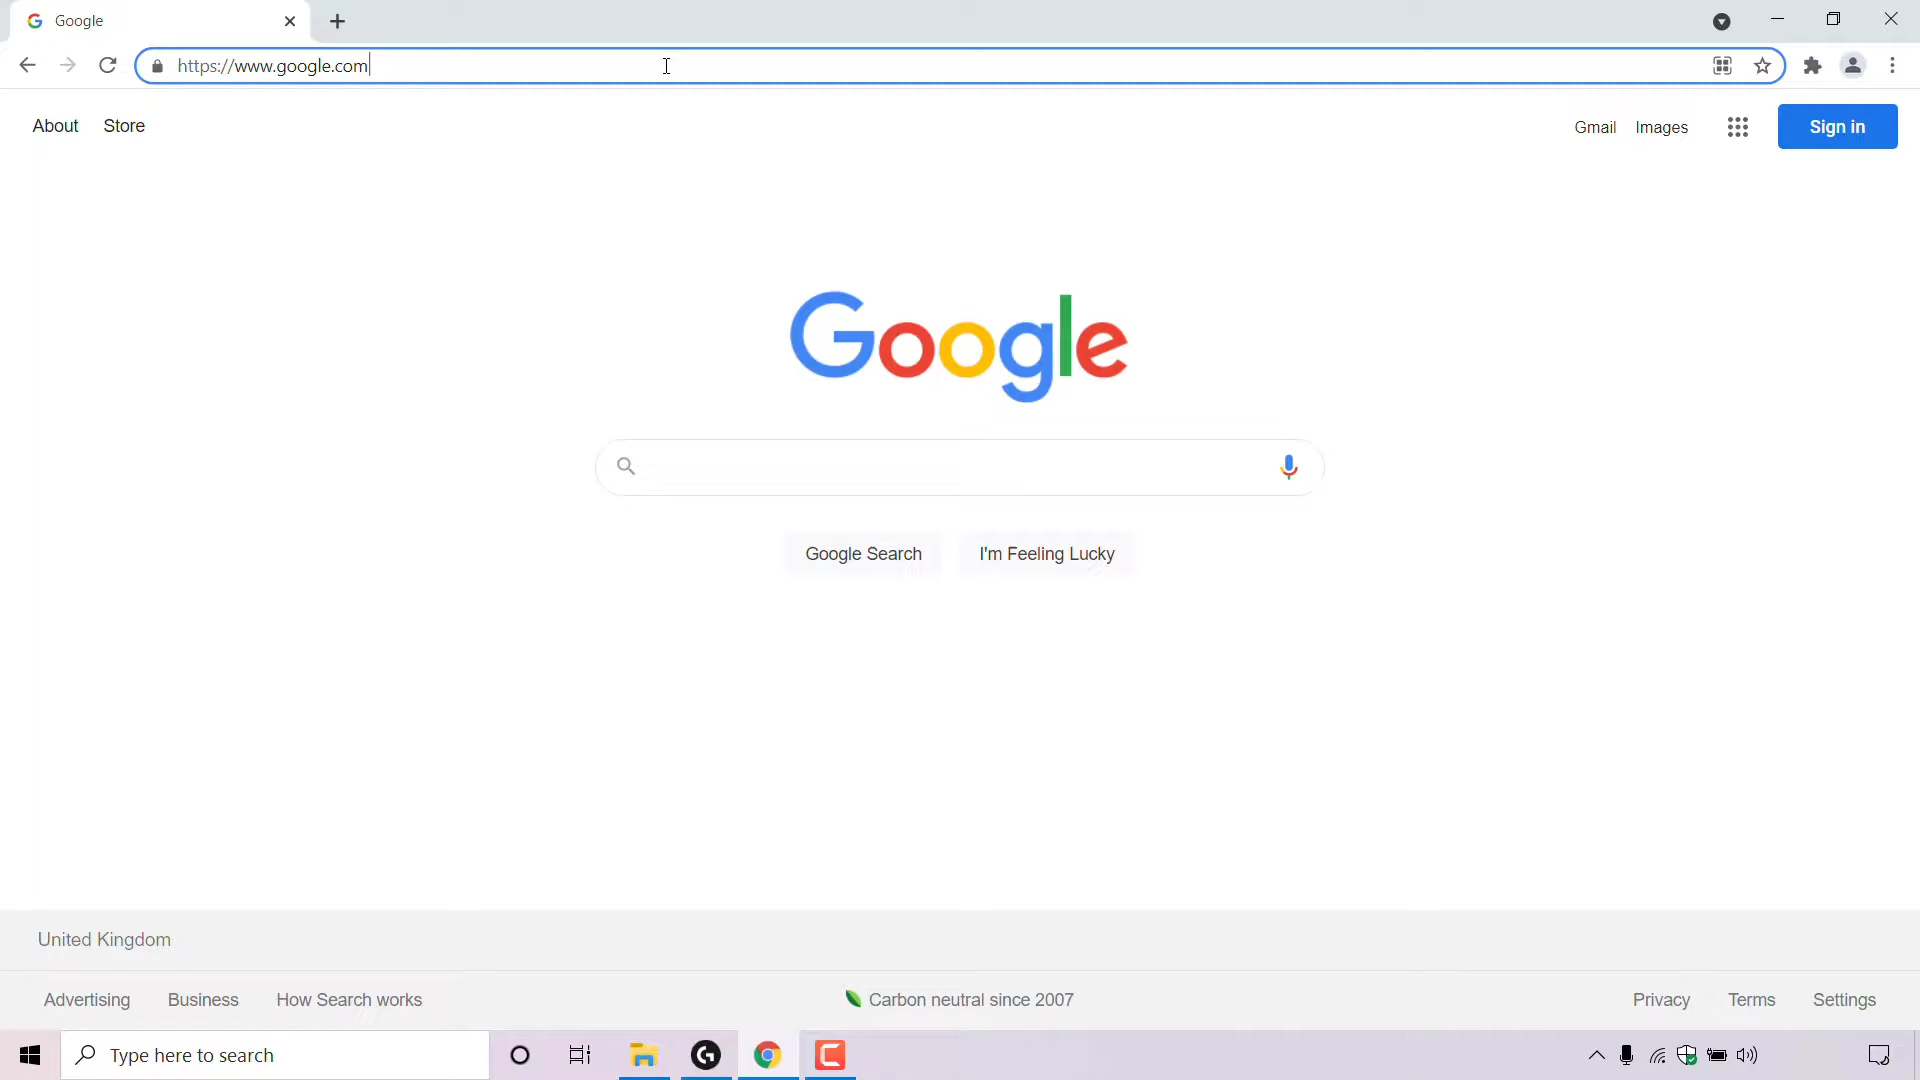 Google
https://www.google.com
About Store
Gmail Images Sign in
Google
Google Search I'm Feeling Lucky
United Kingdom
Advertising Business How Search works Carbon neutral since 2007 Privacy Terms Settings
Type here to search